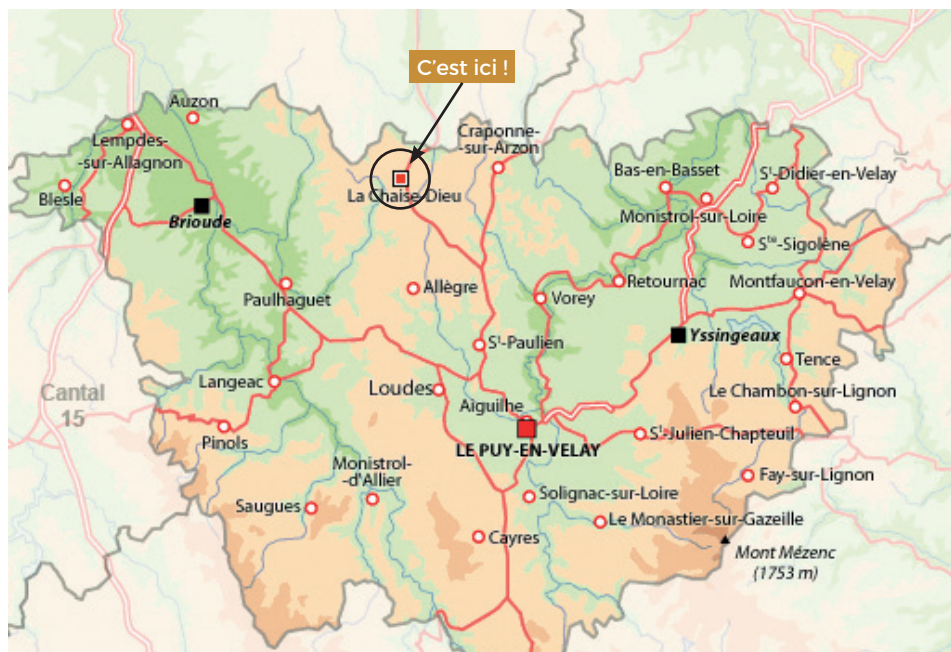 C'est ici !
Auzon
Lempdes-
-sur-Allagnon
Craponne-
-sur-Arzon
Blesle
Brioude
La Chaise-Dieu
Bas-en-Basset
St-Didier-en-Velay
Monistrol-sur-Loire
Ste-Sigolène
Paulhaguet
Allègre
Vorey
Retournac
Montfaucon-en-Velay
St-Paulien
Yssingeaux
Tence
Cantal
15
Langeac
Loudes
Aiguilhe
Le Chambon-sur-Lignon
Pinols
LE PUY-EN-VELAY
St-Julien-Chapteuil
Monistrol-
-d'Allier
Saugues
Solignac-sur-Loire
Fay-sur-Lignon
Le Monastier-sur-Gazeille
Cayres
Mont Mézenc
(1753 m)